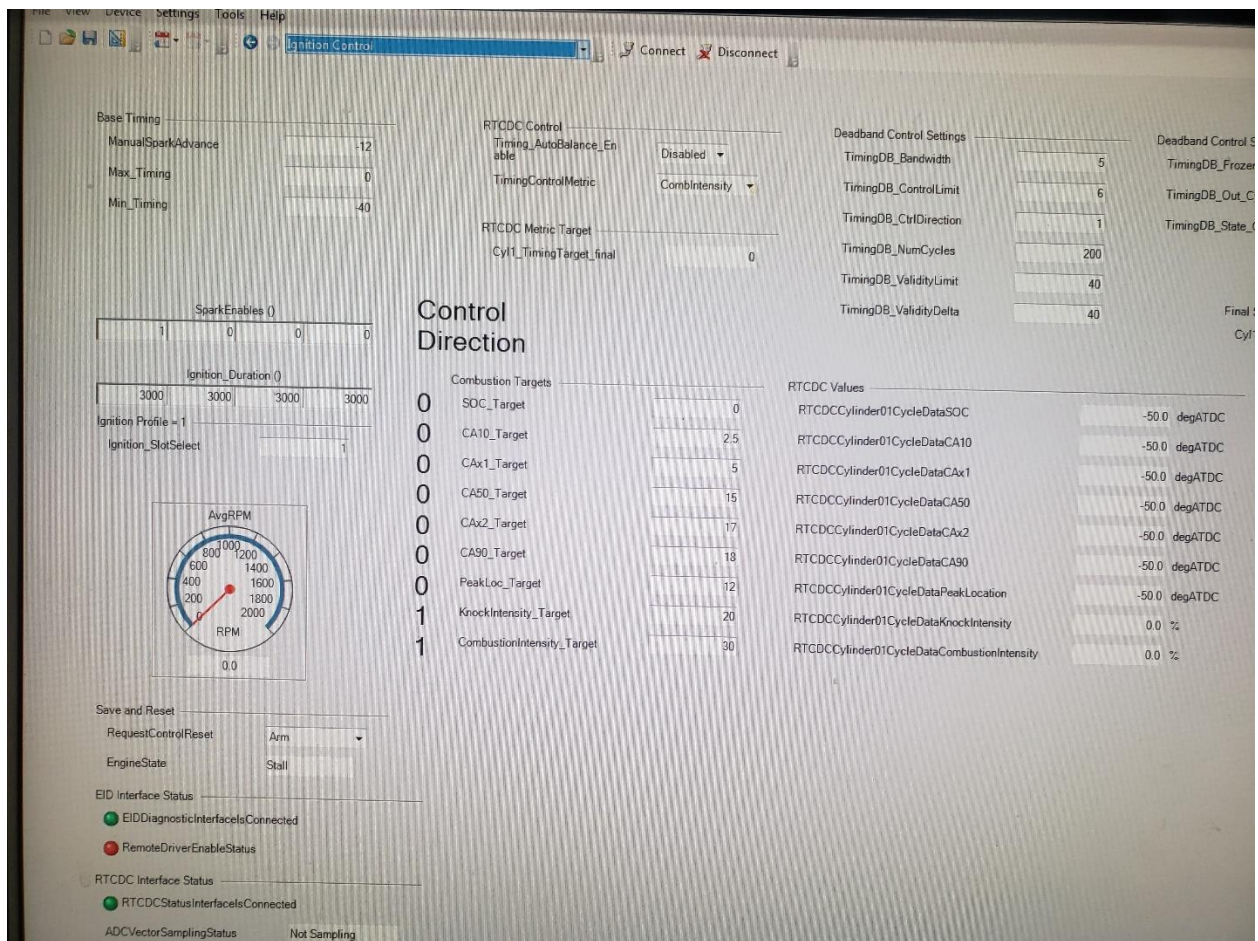 File View Device Settings Tools Help
Ignition Control
Connect Disconnect
Base Timing
ManualSparkAdvance -12
Max_Timing 0
Min_Timing -40
RTCDC Control
Timing_AutoBalance_En
able Disabled
TimingControlMetric CombIntensity
RTCDC Metric Target
Cyl1_TimingTarget_final 0
Deadband Control Settings
TimingDB_Bandwidth 5
TimingDB_ControlLimit 6
TimingDB_CtrlDirection 1
TimingDB_NumCycles 200
TimingDB_ValidityLimit 40
TimingDB_ValidityDelta 40
Deadband Control S
TimingDB_Frozen
TimingDB_Out_C
TimingDB_State_
Final
Cyl1
SparkEnables ()
1 0 0 0
Ignition_Duration ()
3000 3000 3000 3000
Ignition Profile = 1
Ignition_SlotSelect 1
Control
Direction
Combustion Targets
0 SOC_Target 0
0 CA10_Target 2.5
0 CAx1_Target 5
0 CA50_Target 15
0 CAx2_Target 17
0 CA90_Target 18
0 PeakLoc_Target 12
1 KnockIntensity_Target 20
1 CombustionIntensity_Target 30
RTCDC Values
RTCDCCylinder01CycleDataSOC -50.0 degATDC
RTCDCCylinder01CycleDataCA10 -50.0 degATDC
RTCDCCylinder01CycleDataCAx1 -50.0 degATDC
RTCDCCylinder01CycleDataCA50 -50.0 degATDC
RTCDCCylinder01CycleDataCAx2 -50.0 degATDC
RTCDCCylinder01CycleDataCA90 -50.0 degATDC
RTCDCCylinder01CycleDataPeakLocation -50.0 degATDC
RTCDCCylinder01CycleDataKnockIntensity 0.0 %
RTCDCCylinder01CycleDataCombustionIntensity 0.0 %
AvgRPM
0 200 400 600 800 1000 1200 1400 1600 1800 2000
RPM
0.0
Save and Reset
RequestControlReset Arm
EngineState Stall
EID Interface Status
EIDDiagnosticInterfaceIsConnected
RemoteDriverEnableStatus
RTCDC Interface Status
RTCDCStatusInterfaceIsConnected
ADCVectorSamplingStatus Not Sampling